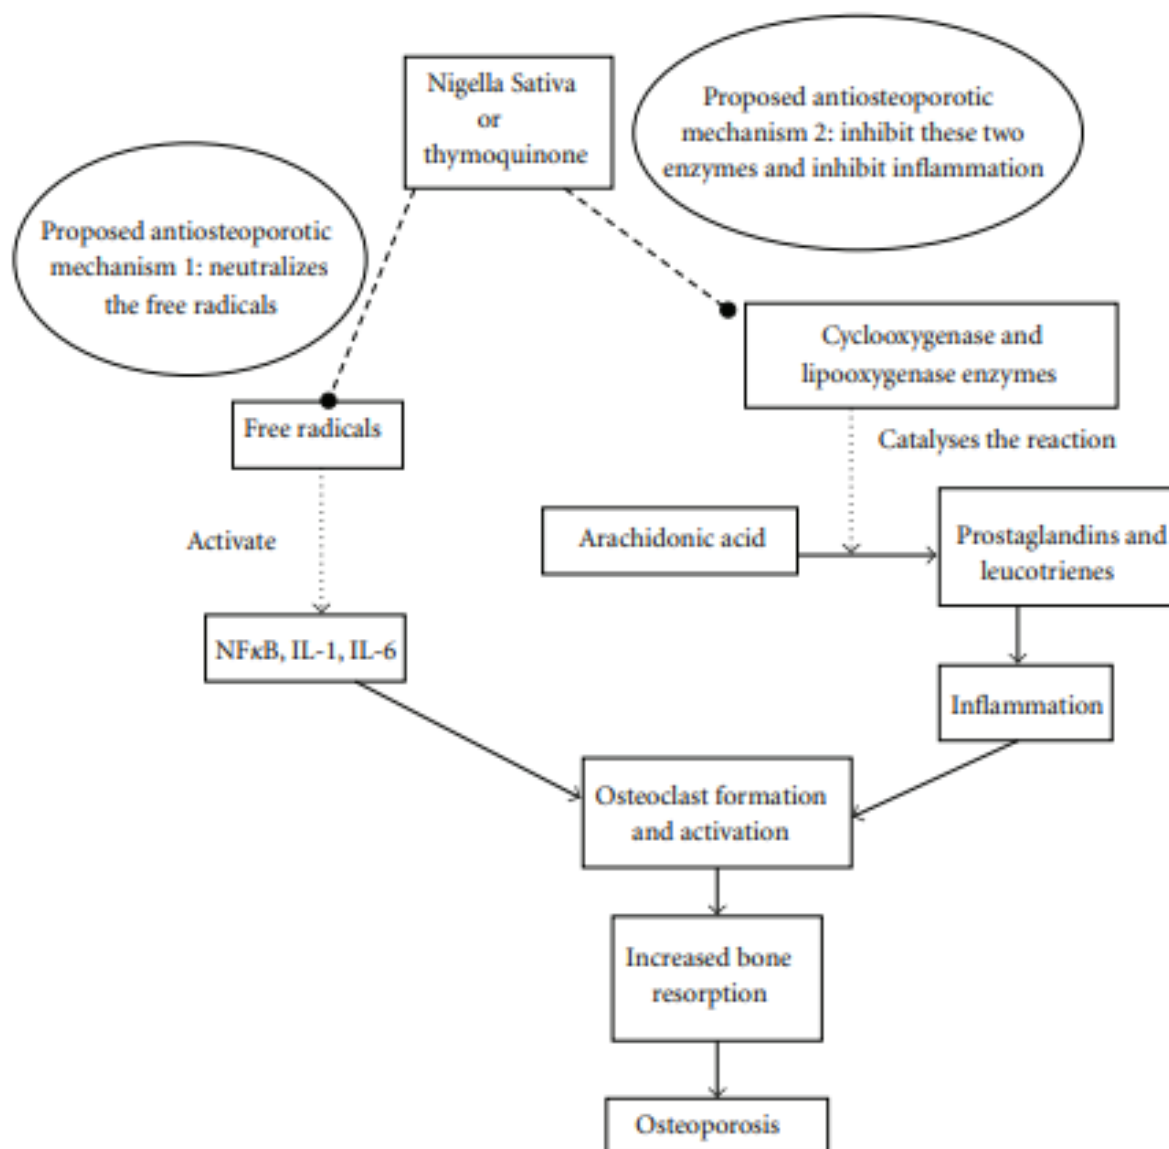 Nigella Sativa
or
thymoquinone
Proposed antiosteoporotic
mechanism 2: inhibit these two
enzymes and inhibit inflammation
Proposed antiosteoporotic
mechanism 1: neutralizes
the free radicals
Cyclooxygenase and
lipooxygenase enzymes
Free radicals
Catalyses the reaction
Activate
Arachidonic acid
Prostaglandins and
leucotrienes
NFκB, IL-1, IL-6
Inflammation
Osteoclast formation
and activation
Increased bone
resorption
Osteoporosis